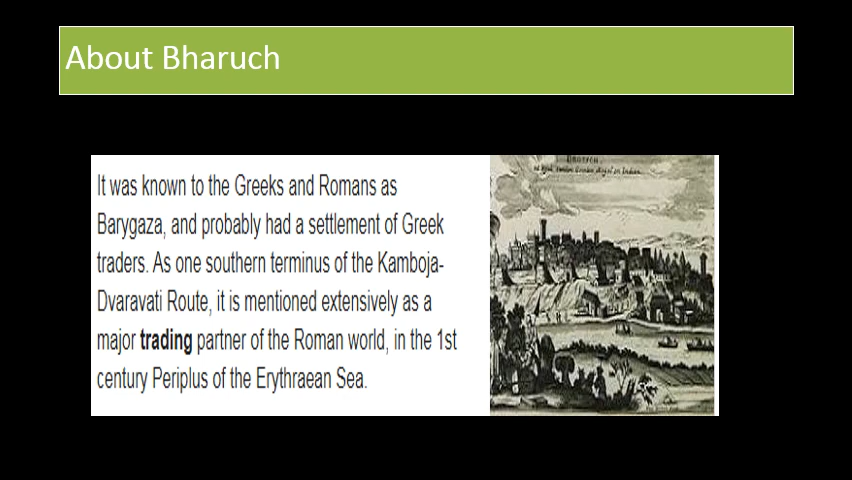 About Bharuch
It was known to the Greeks and Romans as
Barygaza, and probably had a settlement of Greek
traders. As one southern terminus of the Kamboja-
Dvaravati Route, it is mentioned extensively as a
major trading partner of the Roman world, in the 1st
century Periplus of the Erythraean Sea.